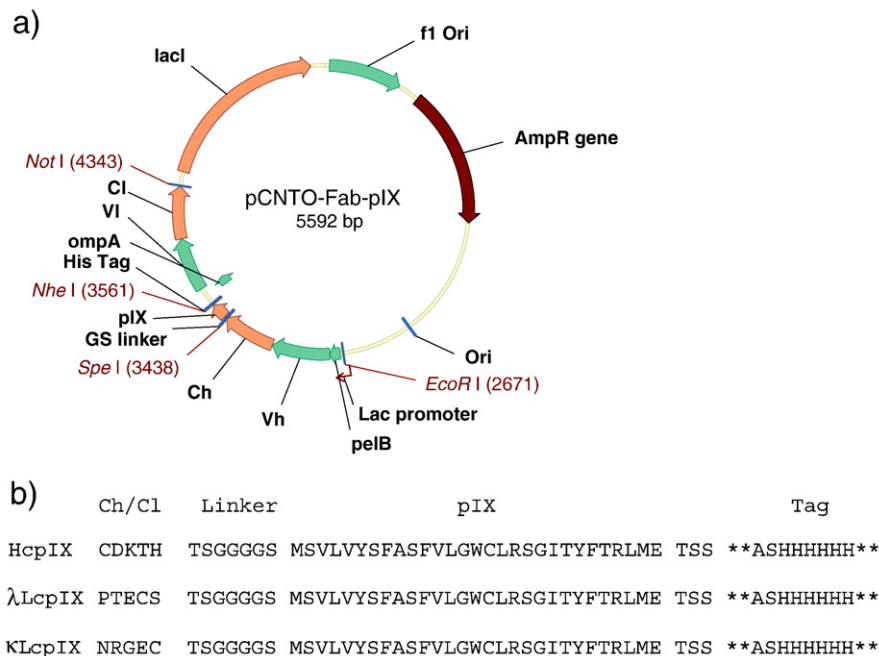 a)
f1 Ori
lacI
AmpR gene
Not I (4343)
Cl
Vl
ompA
His Tag
Nhe I (3561)
pIX
GS linker
Spe I (3438)
Ch
Vh
pCNTO-Fab-pIX
5592 bp
Ori
EcoR I (2671)
Lac promoter
pelB
b)
Ch/Cl Linker pIX Tag
HcpIX CDKTH TSGGGGS MSVLVYSFASFVLGWCLRSGITYFTRLME TSS **ASHHHHHH**
λLcpIX PTECS TSGGGGS MSVLVYSFASFVLGWCLRSGITYFTRLME TSS **ASHHHHHH**
κLcpIX NRGEC TSGGGGS MSVLVYSFASFVLGWCLRSGITYFTRLME TSS **ASHHHHHH**